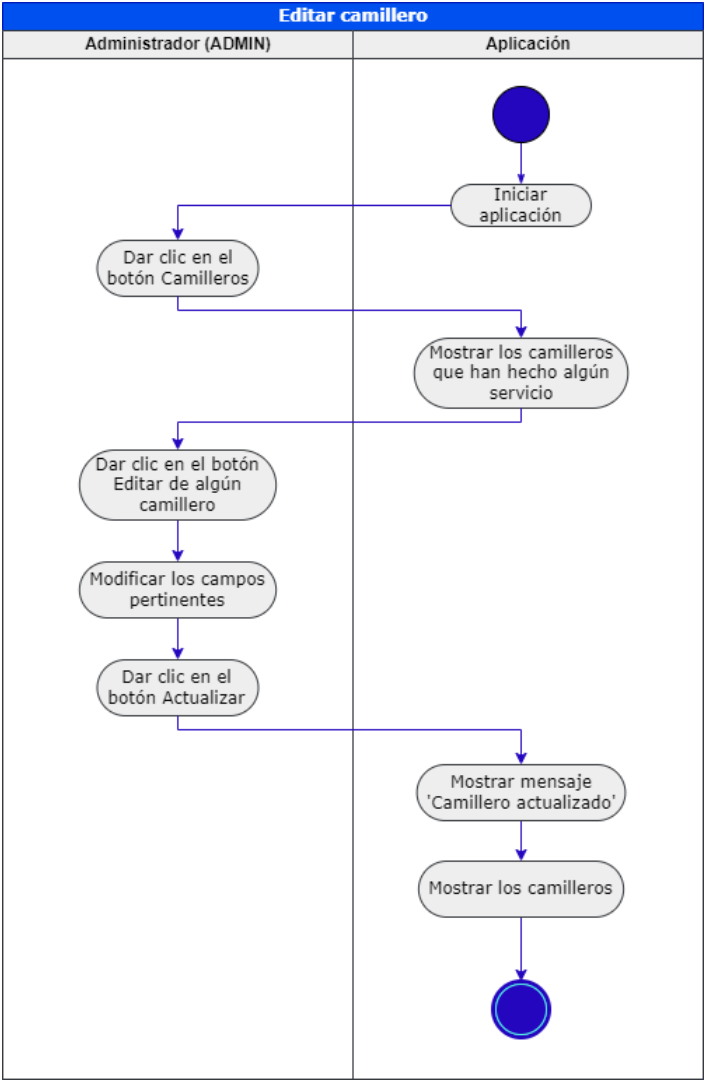 Editar camillero
Administrador (ADMIN)
Aplicación
Iniciar
aplicación
Dar clic en el
botón Camilleros
Mostrar los camilleros
que han hecho algún
servicio
Dar clic en el botón
Editar de algún
camillero
Modificar los campos
pertinentes
Dar clic en el
botón Actualizar
Mostrar mensaje
'Camillero actualizado'
Mostrar los camilleros